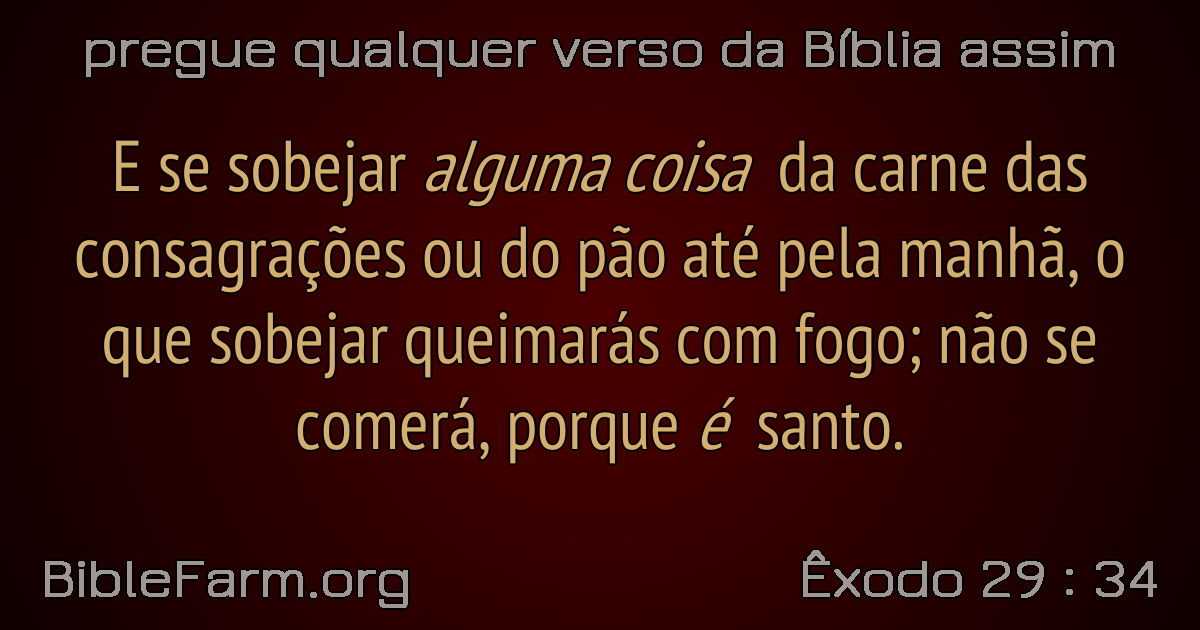 pregue qualquer verso da Bíblia assim
E se sobejar alguma coisa da carne das
consagrações ou do pão até pela manhã, o
que sobejar queimarás com fogo; não se
comerá, porque é santo.
BibleFarm.org
Êxodo 29 : 34